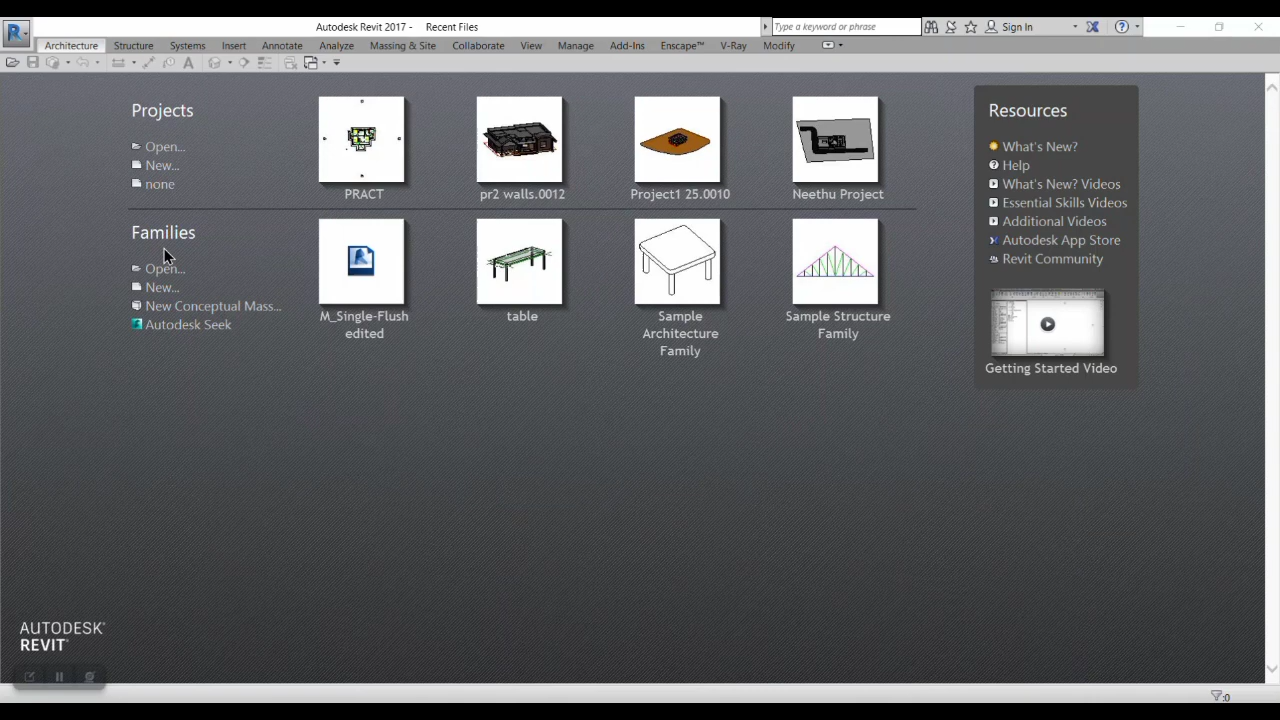 Autodesk Revit 2017 - Recent Files
Type a keyword or phrase
Sign In
Architecture Structure Systems Insert Annotate Analyze Massing & Site Collaborate View Manage Add-Ins Enscape™ V-Ray Modify
Projects
Open...
New...
none
PRACT
pr2 walls.0012
Project1 25.0010
Neethu Project
Families
Open...
New...
New Conceptual Mass...
Autodesk Seek
M_Single-Flush
edited
table
Sample
Architecture
Family
Sample Structure
Family
Resources
What's New?
Help
What's New? Videos
Essential Skills Videos
Additional Videos
Autodesk App Store
Revit Community
Getting Started Video
AUTODESK®
REVIT®
:0